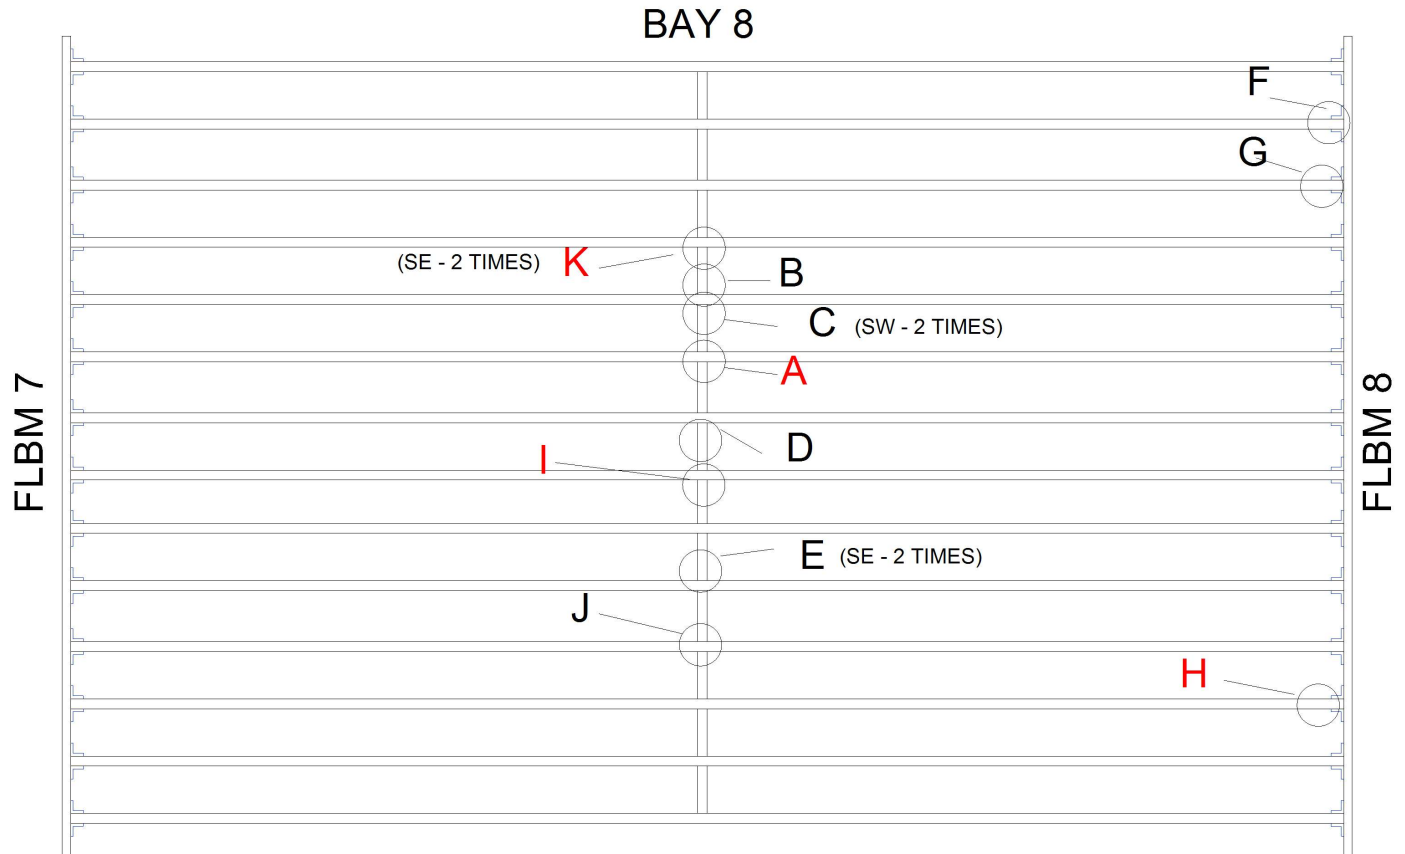 BAY 8
F
G
(SE - 2 TIMES) K
B
C (SW - 2 TIMES)
A
FLBM 7
FLBM 8
D
I
E (SE - 2 TIMES)
J
H